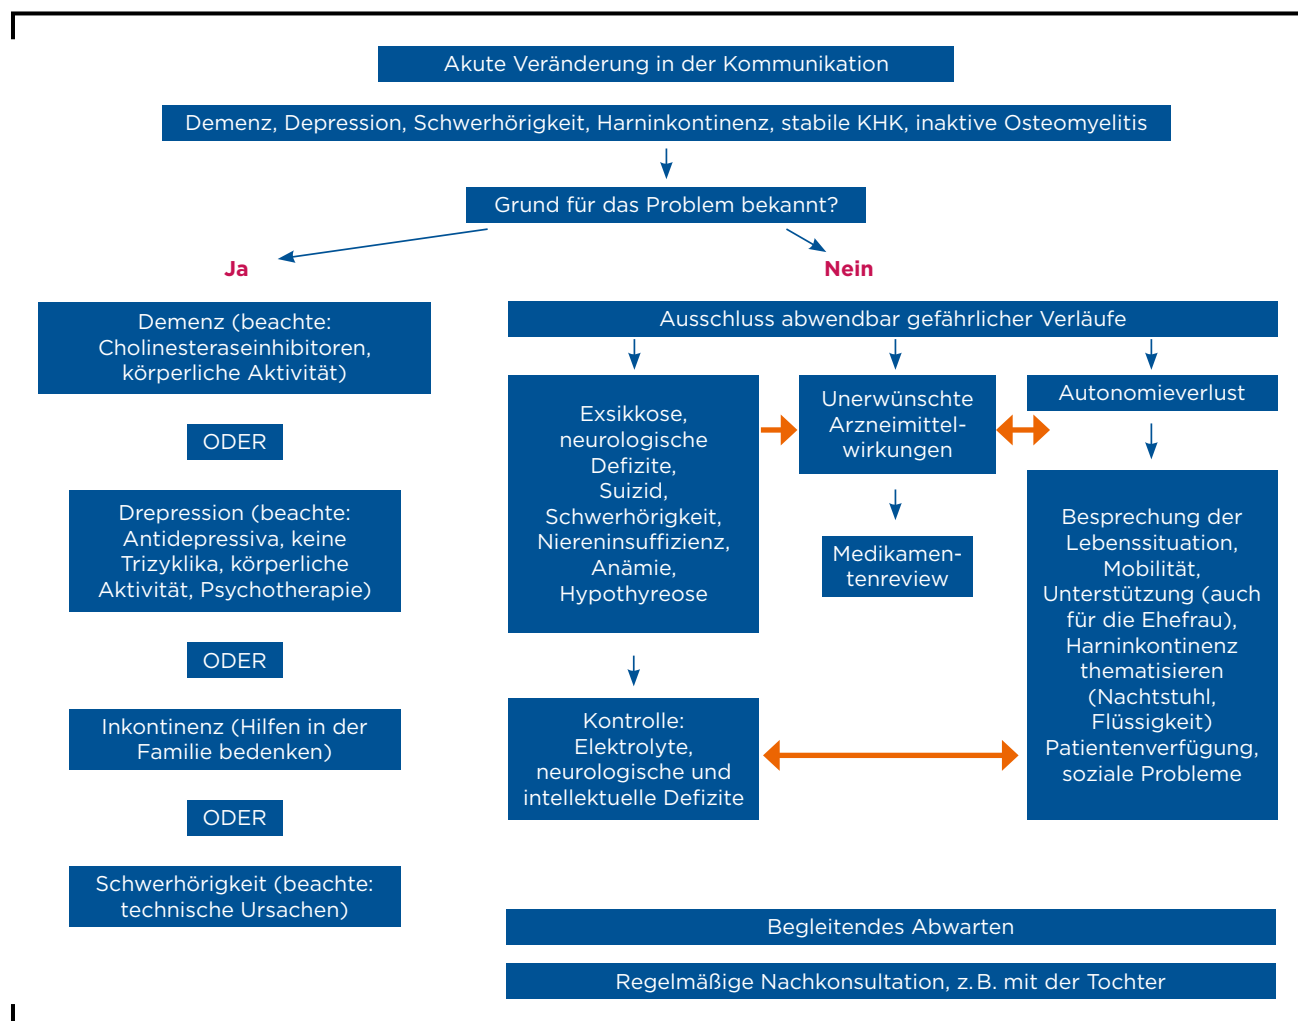 Akute Veränderung in der Kommunikation
Demenz, Depression, Schwerhörigkeit, Harninkontinenz, stabile KHK, inaktive Osteomyelitis
Grund für das Problem bekannt?
Ja
Demenz (beachte:
Cholinesteraseinhibitoren,
körperliche Aktivität)
ODER
Drepression (beachte:
Antidepressiva, keine
Trizyklika, körperliche
Aktivität, Psychotherapie)
ODER
Inkontinenz (Hilfen in der
Familie bedenken)
ODER
Schwerhörigkeit (beachte:
technische Ursachen)
Nein
Ausschluss abwendbar gefährlicher Verläufe
Exsikkose,
neurologische
Defizite,
Suizid,
Schwerhörigkeit,
Niereninsuffizienz,
Anämie,
Hypothyreose
Kontrolle:
Elektrolyte,
neurologische und
intellektuelle Defizite
Unerwünschte
Arzneimittel-
wirkungen
Medikamen-
tenreview
Autonomieverlust
Besprechung der
Lebenssituation,
Mobilität,
Unterstützung (auch
für die Ehefrau),
Harninkontinenz
thematisieren
(Nachtstuhl,
Flüssigkeit)
Patientenverfügung,
soziale Probleme
Begleitendes Abwarten
Regelmäßige Nachkonsultation, z. B. mit der Tochter